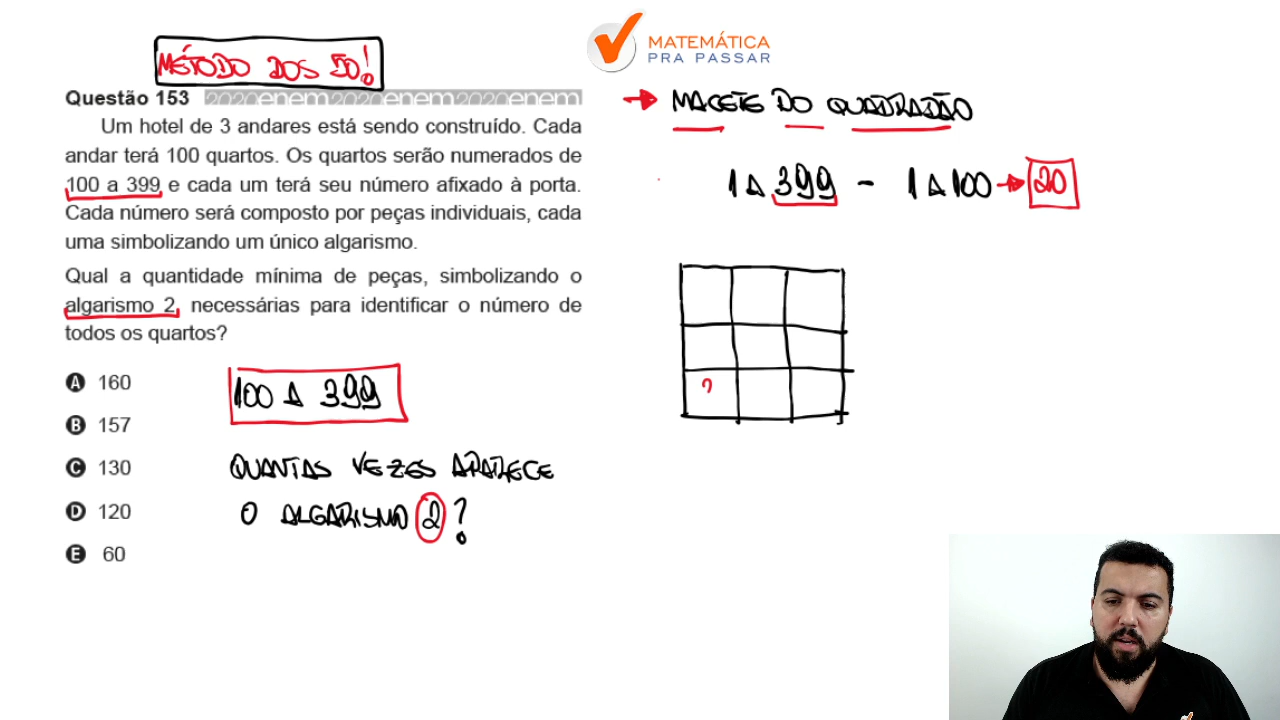 MÉTODO DOS 50!
MATEMÁTICA
PRA PASSAR
Questão 153 2020enem2020enem2020enem
Um hotel de 3 andares está sendo construído. Cada
andar terá 100 quartos. Os quartos serão numerados de
100 a 399 e cada um terá seu número afixado à porta.
Cada número será composto por peças individuais, cada
uma simbolizando um único algarismo.
Qual a quantidade mínima de peças, simbolizando o
algarismo 2, necessárias para identificar o número de
todos os quartos?
A 160
B 157
C 130
D 120
E 60
100 A 399
QUANTAS VEZES APARECE
O ALGARISMO 2?
→ MACETE DO QUADRADÃO
1 A 399 - 1 A 100 → 20